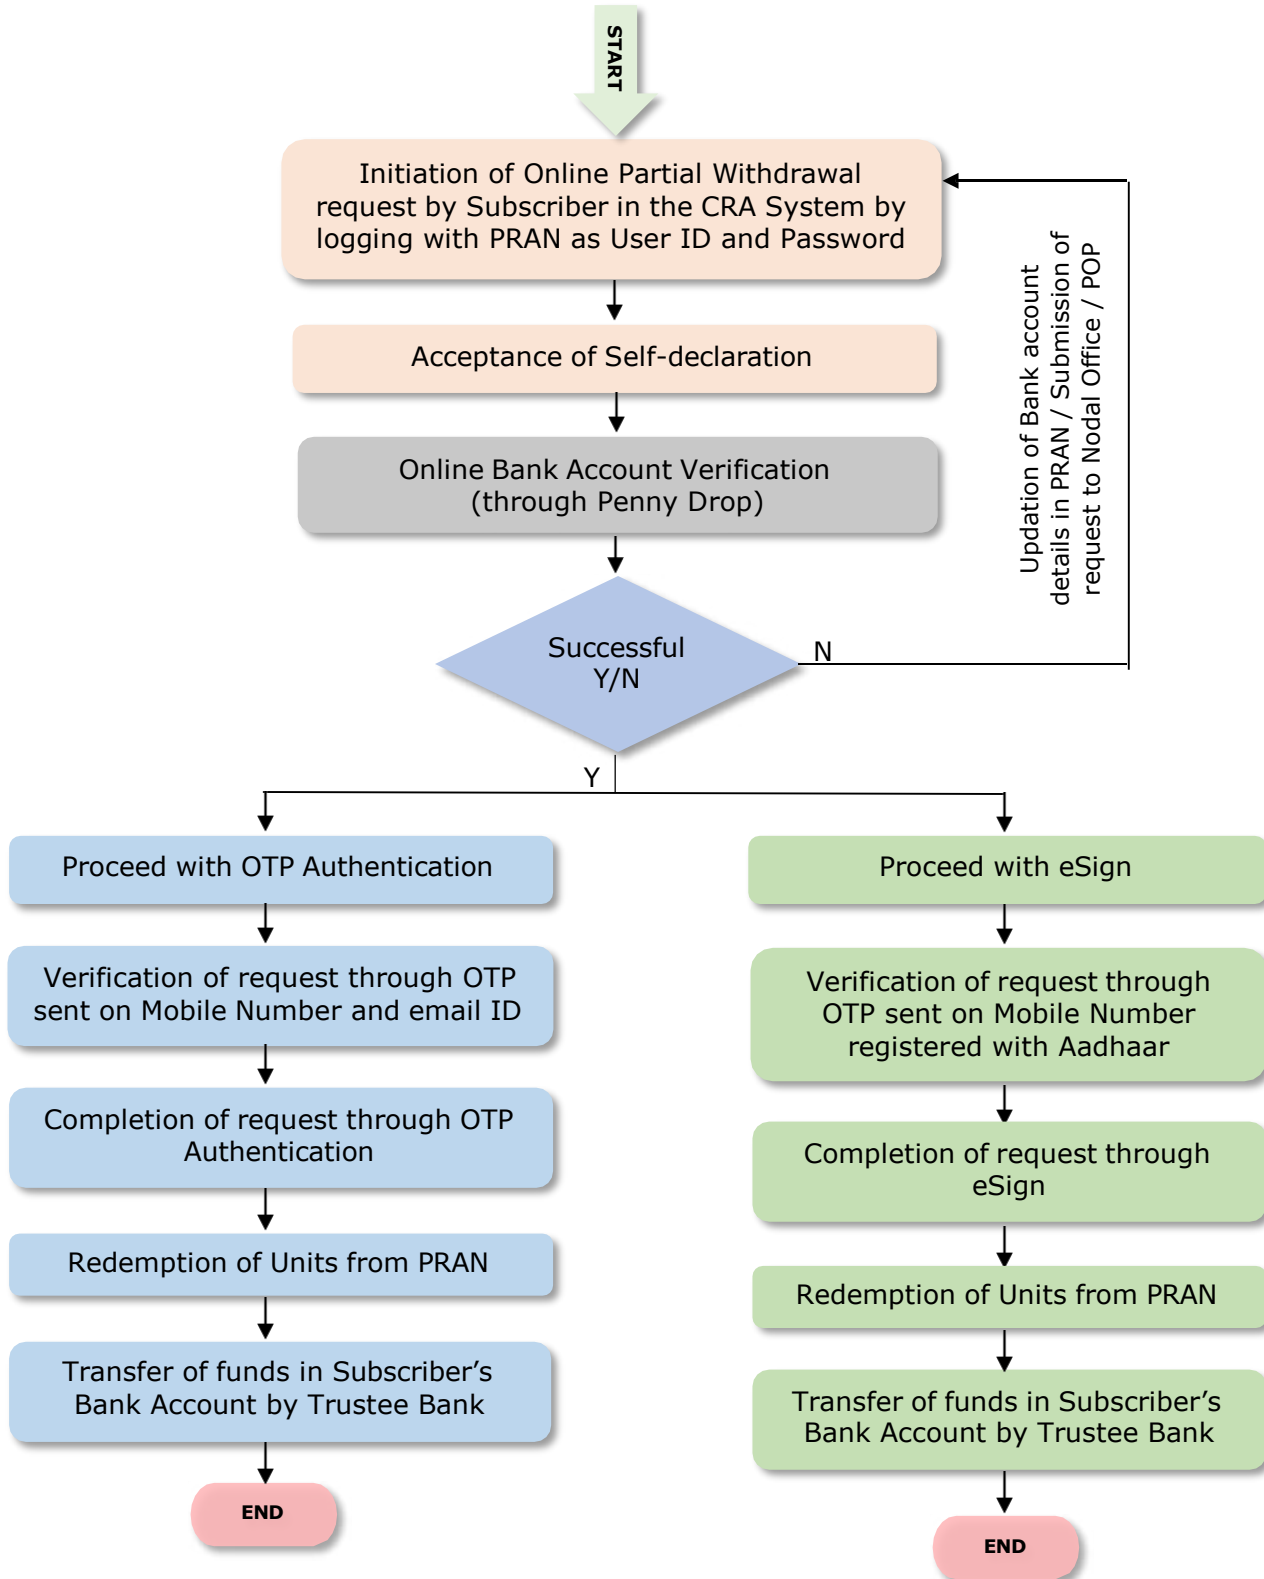 START
Initiation of Online Partial Withdrawal
request by Subscriber in the CRA System by
logging with PRAN as User ID and Password
Updation of Bank account
details in PRAN / Submission of
request to Nodal Office / POP
Acceptance of Self-declaration
Online Bank Account Verification
(through Penny Drop)
Successful
Y/N
N
Y
Proceed with OTP Authentication
Verification of request through OTP
sent on Mobile Number and email ID
Completion of request through OTP
Authentication
Redemption of Units from PRAN
Transfer of funds in Subscriber’s
Bank Account by Trustee Bank
END
Proceed with eSign
Verification of request through
OTP sent on Mobile Number
registered with Aadhaar
Completion of request through
eSign
Redemption of Units from PRAN
Transfer of funds in Subscriber’s
Bank Account by Trustee Bank
END